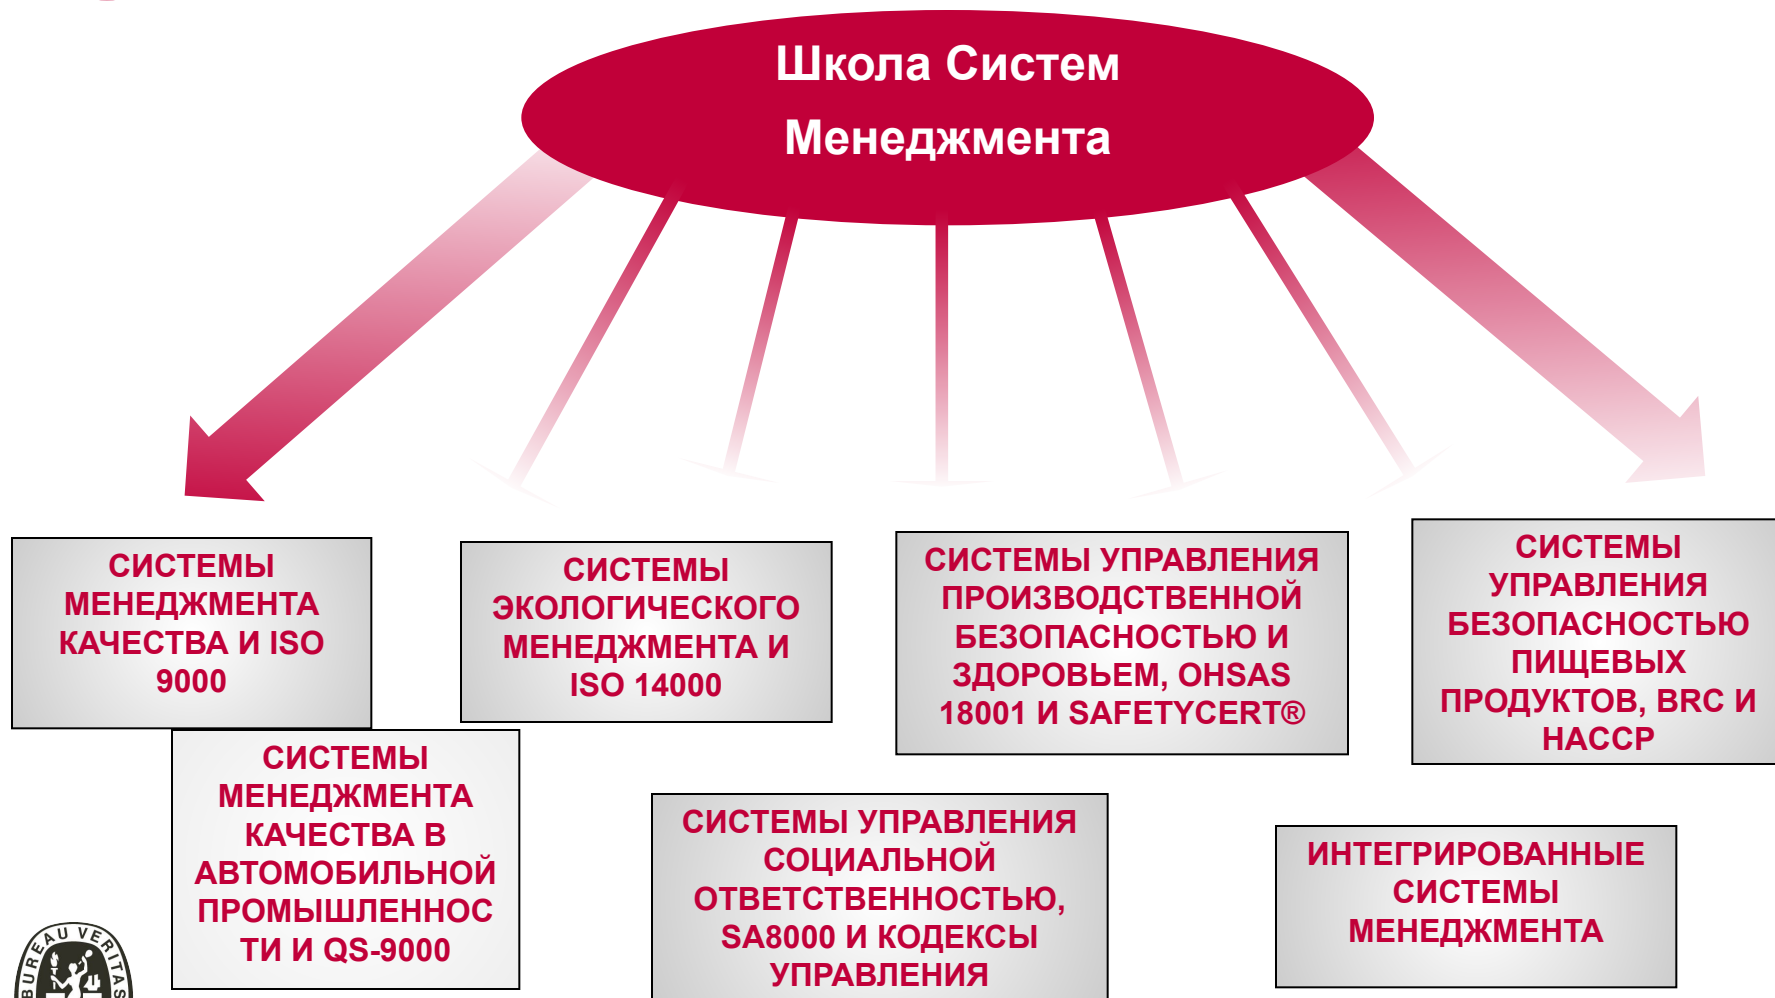 Школа Систем
Менеджмента
СИСТЕМЫ
МЕНЕДЖМЕНТА
КАЧЕСТВА И ISO
9000
СИСТЕМЫ
ЭКОЛОГИЧЕСКОГО
МЕНЕДЖМЕНТА И
ISO 14000
СИСТЕМЫ УПРАВЛЕНИЯ
ПРОИЗВОДСТВЕННОЙ
БЕЗОПАСНОСТЬЮ И
ЗДОРОВЬЕМ, OHSAS
18001 И SAFETYCERT®
СИСТЕМЫ
УПРАВЛЕНИЯ
БЕЗОПАСНОСТЬЮ
ПИЩЕВЫХ
ПРОДУКТОВ, BRC И
НАССР
СИСТЕМЫ
МЕНЕДЖМЕНТА
КАЧЕСТВА В
АВТОМОБИЛЬНОЙ
ПРОМЫШЛЕННОС
ТИ И QS-9000
СИСТЕМЫ УПРАВЛЕНИЯ
СОЦИАЛЬНОЙ
ОТВЕТСТВЕННОСТЬЮ,
SA8000 И КОДЕКСЫ
УПРАВЛЕНИЯ
ИНТЕГРИРОВАННЫЕ
СИСТЕМЫ
МЕНЕДЖМЕНТА
BUREAU VERITAS